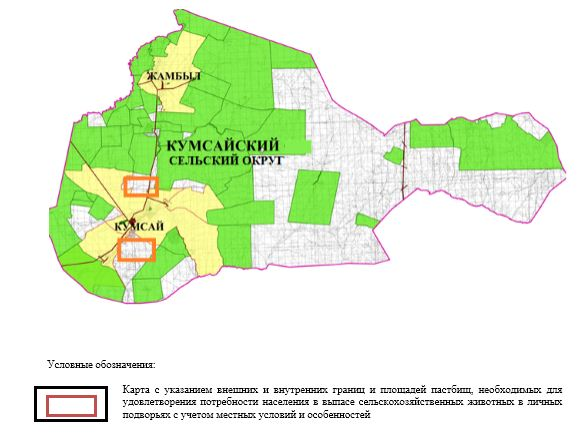 ЖАМБЫЛ
КУМСАЙСКИЙ
СЕЛЬСКИЙ ОКРУГ
КУМСАЙ
Условные обозначения:
Карта с указанием внешних и внутренних границ и площадей пастбищ, необходимых для
удовлетворения потребности населения в выпасе сельскохозяйственных животных в личных
подворьях с учетом местных условий и особенностей